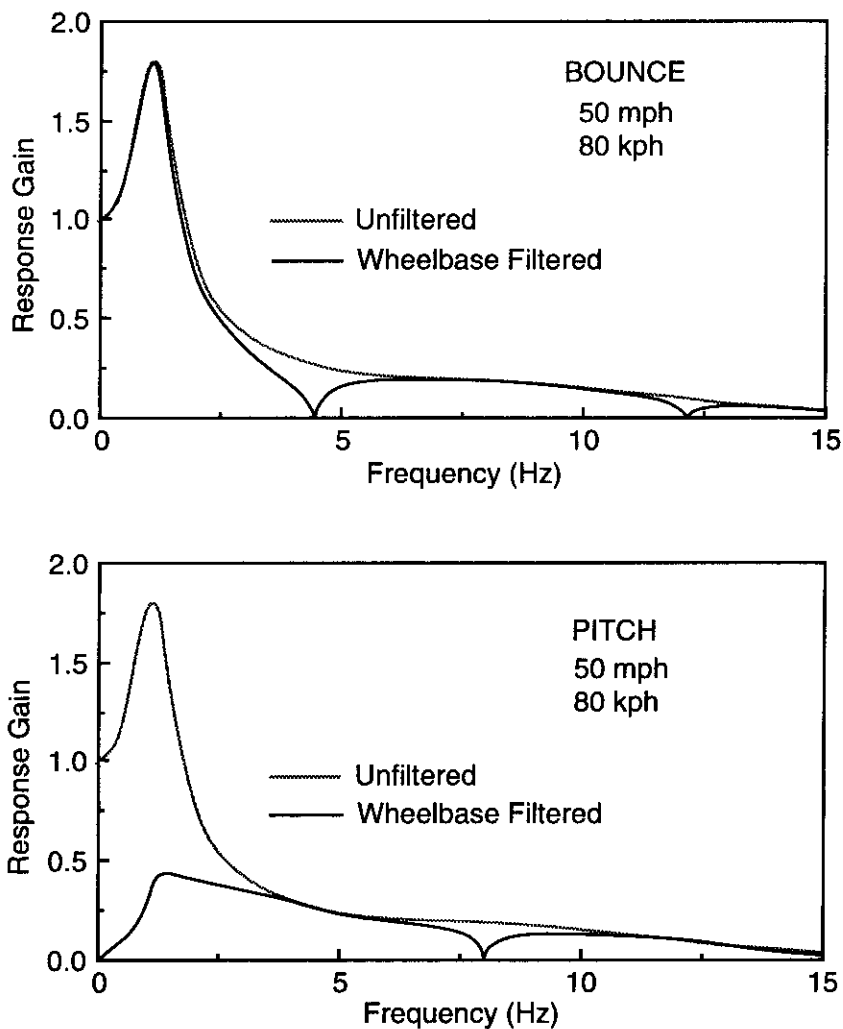 2.0
1.5
1.0
0.5
0.0
Response Gain
BOUNCE
50 mph
80 kph
Unfiltered
Wheelbase Filtered
0 5 10 15
Frequency (Hz)
2.0
1.5
1.0
0.5
0.0
Response Gain
PITCH
50 mph
80 kph
Unfiltered
Wheelbase Filtered
0 5 10 15
Frequency (Hz)